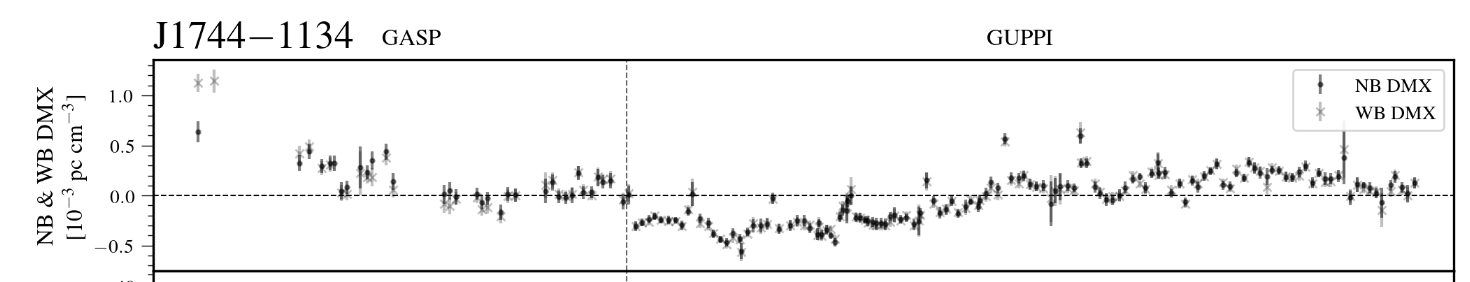 J1744−1134 GASP GUPPI
NB & WB DMX
[10⁻³ pc cm⁻³]
1.0
0.5
0.0
−0.5
NB DMX
WB DMX